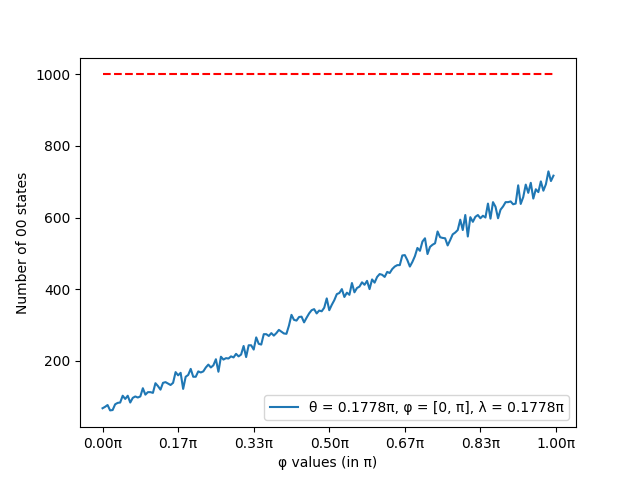 1000
800
600
400
200
Number of 00 states
θ = 0.1778π, φ = [0, π], λ = 0.1778π
0.00π 0.17π 0.33π 0.50π 0.67π 0.83π 1.00π
φ values (in π)